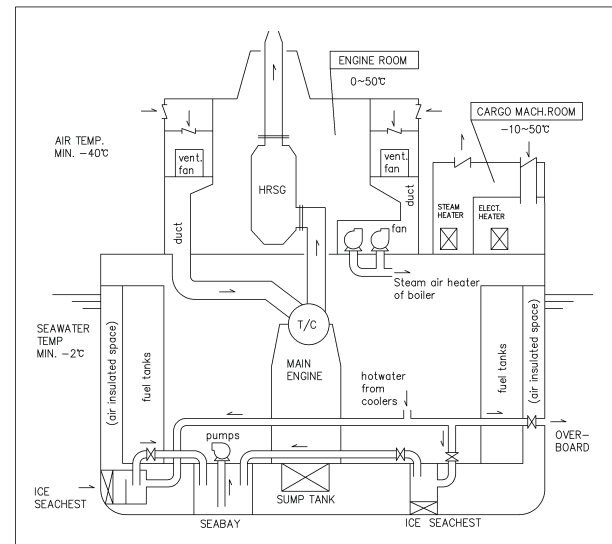 ENGINE ROOM
0~50℃
CARGO MACH.ROOM
-10~50℃
AIR TEMP.
MIN. -40℃
vent.
fan
HRSG
vent.
fan
duct
duct
STEAM
HEATER
ELECT.
HEATER
fan
Steam air heater
of boiler
T/C
SEAWATER
TEMP
MIN. -2℃
(air insulated space)
fuel tanks
MAIN
ENGINE
hotwater
from
coolers
fuel tanks
(air insulated space)
pumps
OVER-
BOARD
ICE
SEACHEST
SEABAY
SUMP TANK
ICE SEACHEST